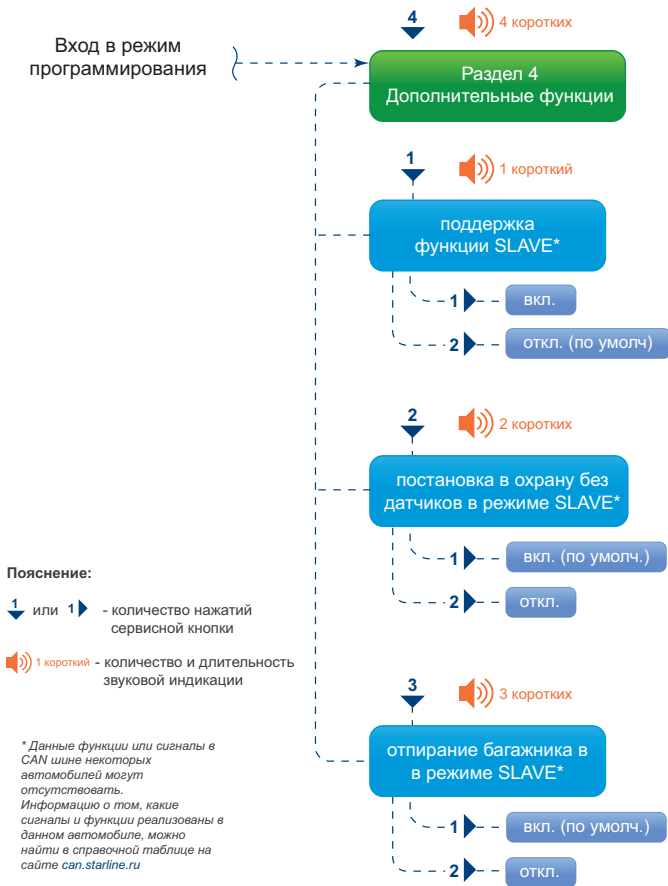 4
4 коротких
Вход в режим
программирования
Раздел 4
Дополнительные функции
1
1 короткий
поддержка
функции SLAVE*
1
вкл.
2
откл. (по умолч)
2
2 коротких
постановка в охрану без
датчиков в режиме SLAVE*
1
вкл. (по умолч.)
2
откл.
Пояснение:
1 или 1 - количество нажатий
сервисной кнопки
1 короткий - количество и длительность
звуковой индикации
3
3 коротких
отпирание багажника в
в режиме SLAVE*
1
вкл. (по умолч.)
2
откл.
* Данные функции или сигналы в
CAN шине некоторых
автомобилей могут
отсутствовать.
Информацию о том, какие
сигналы и функции реализованы в
данном автомобиле, можно
найти в справочной таблице на
сайте can.starline.ru